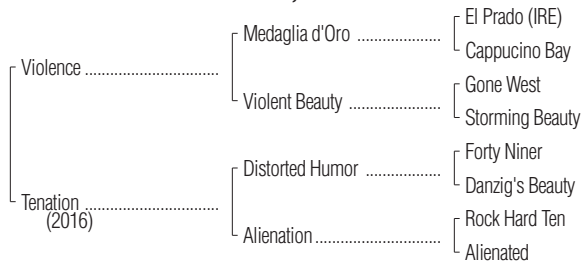 El Prado (IRE)
Medaglia d'Oro ....................
Cappucino Bay
Violence ................................
Gone West
Violent Beauty ......................
Storming Beauty
Forty Niner
Distorted Humor ..................
Danzig's Beauty
Tenation ................................
(2016)
Rock Hard Ten
Alienation ..............................
Alienated